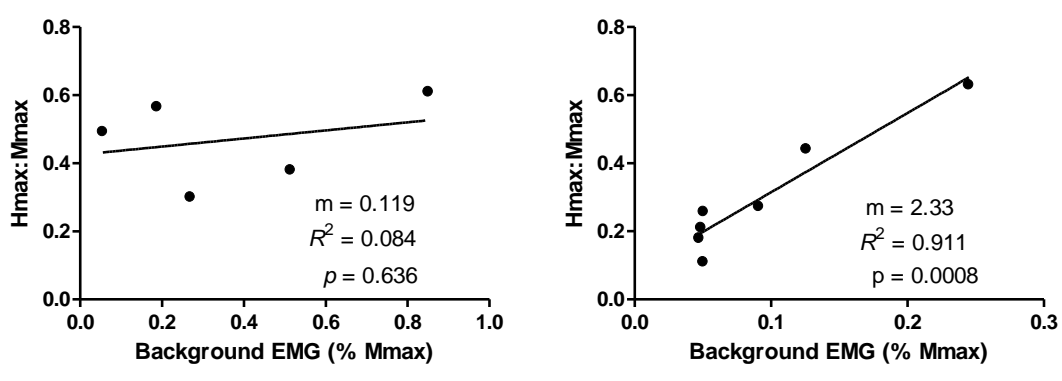 0.8
0.6
0.4
0.2
0.0
Hmax:Mmax
m = 0.119
R² = 0.084
p = 0.636
0.0 0.2 0.4 0.6 0.8 1.0
Background EMG (% Mmax)
0.8
0.6
0.4
0.2
0.0
Hmax:Mmax
m = 2.33
R² = 0.911
p = 0.0008
0.0 0.1 0.2 0.3
Background EMG (% Mmax)